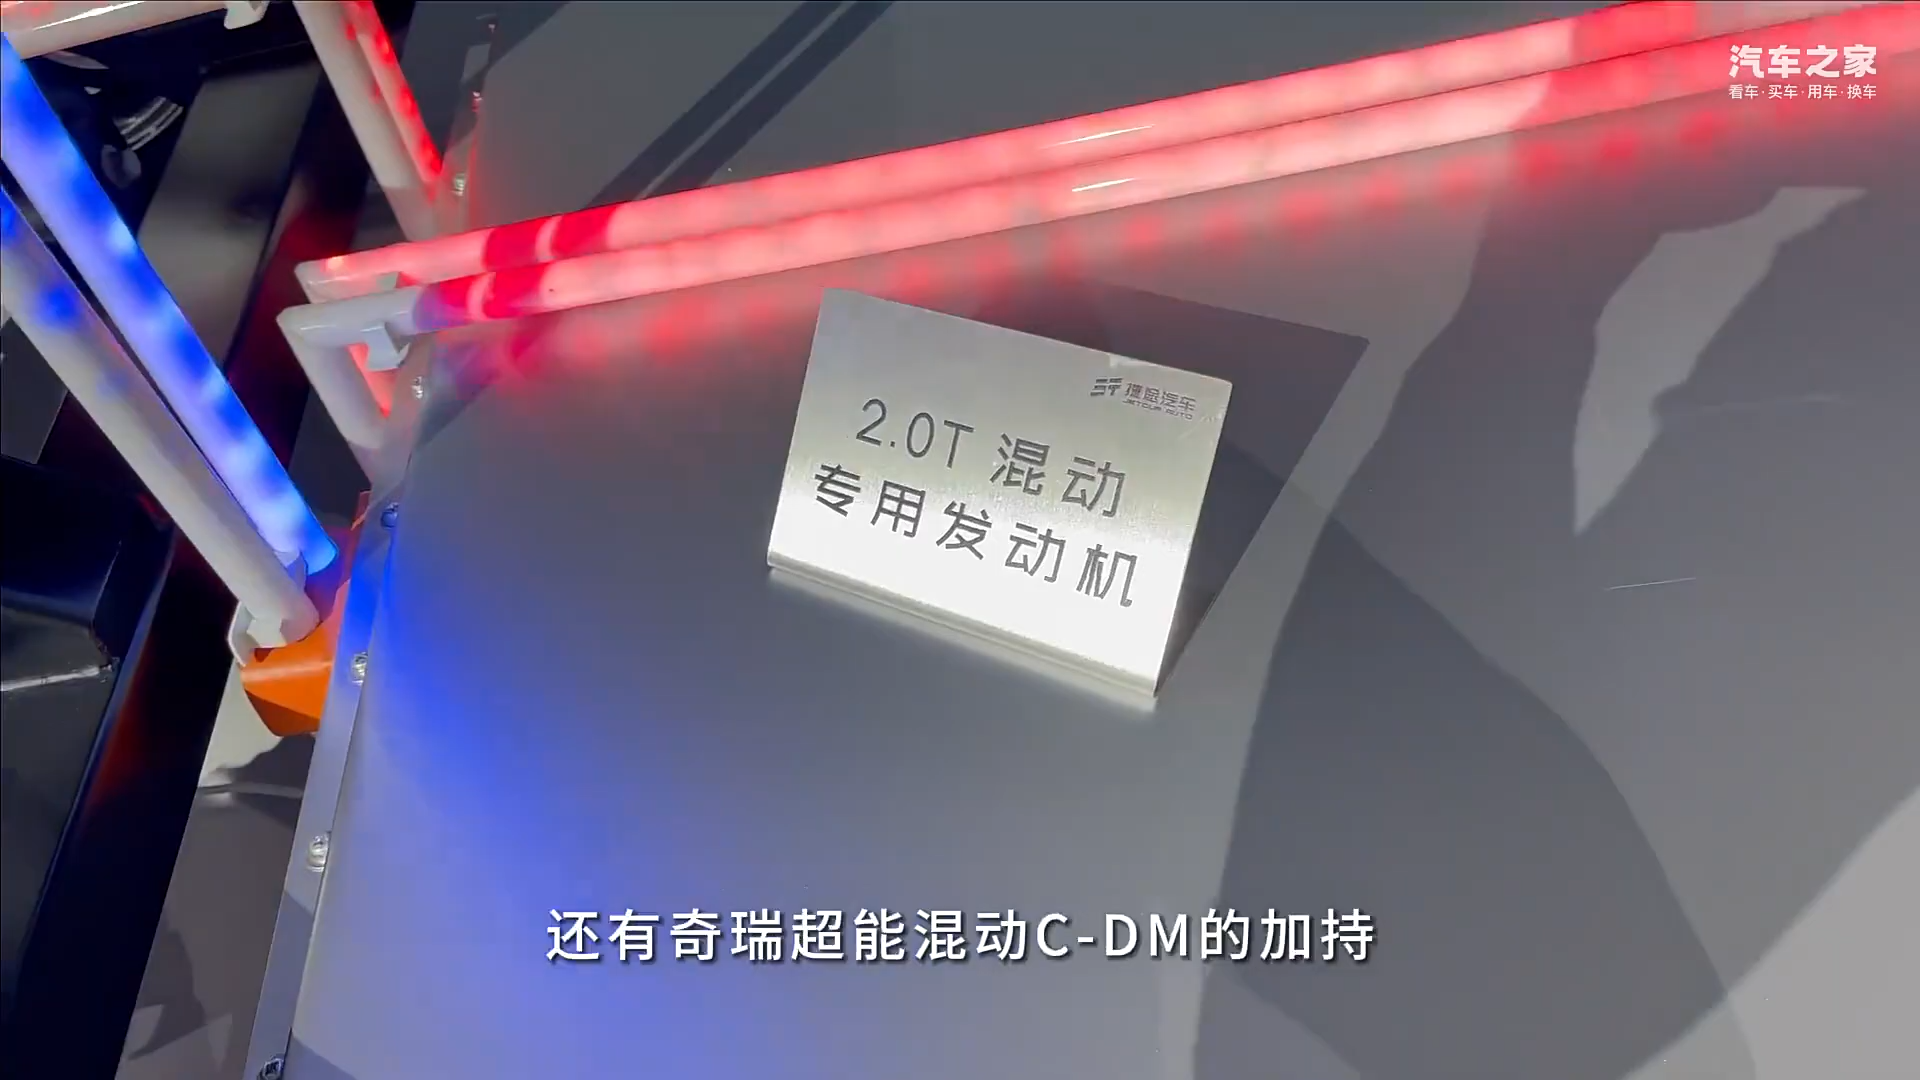 汽车之家
看车·买车·用车·换车
捷途汽车
JETOUR AUTO
2.0T 混动
专用发动机
还有奇瑞超能混动C-DM的加持